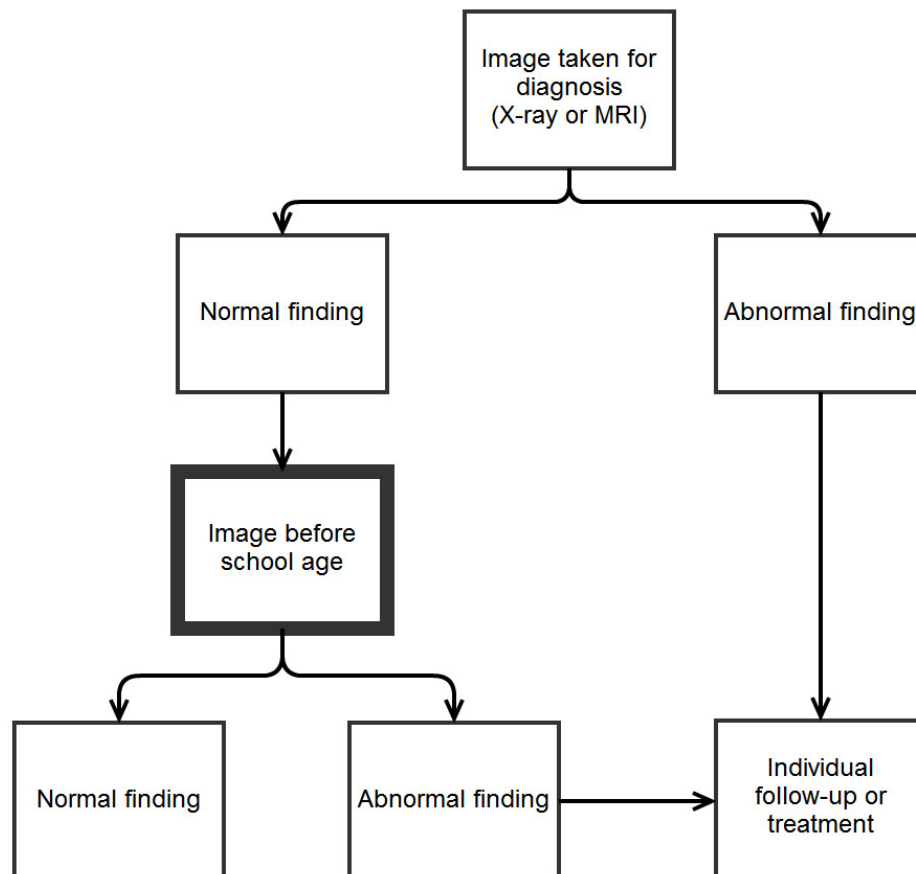 Image taken for
diagnosis
(X-ray or MRI)
Normal finding
Abnormal finding
Image before
school age
Normal finding
Abnormal finding
Individual
follow-up or
treatment